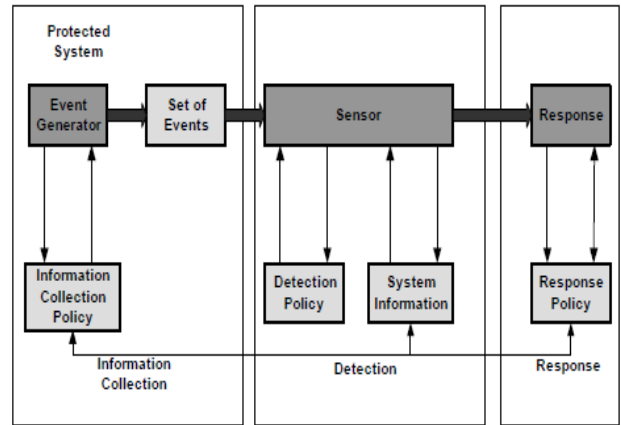 Protected
System
Event
Generator
Set of
Events
Sensor
Response
Information
Collection
Policy
Detection
Policy
System
Information
Response
Policy
Information
Collection
Detection
Response